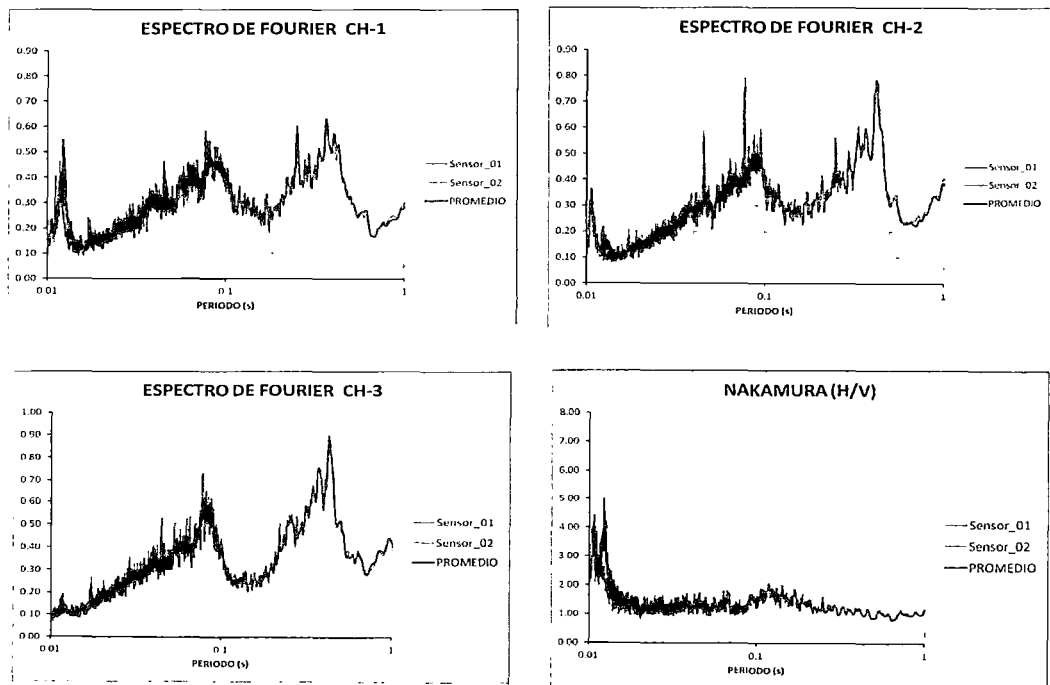 ESPECTRO DE FOURIER CH-1
0.90
0.80
0.70
0.60
0.50
0.40
0.30
0.20
0.10
0.00
0.01
0.1
1
PERIODO (s)
Sensor_01
Sensor_02
PROMEDIO
ESPECTRO DE FOURIER CH-2
0.90
0.80
0.70
0.60
0.50
0.40
0.30
0.20
0.10
0.00
0.01
0.1
1
PERIODO (s)
Sensor_01
Sensor_02
PROMEDIO
ESPECTRO DE FOURIER CH-3
1.00
0.90
0.80
0.70
0.60
0.50
0.40
0.30
0.20
0.10
0.00
0.01
0.1
1
PERIODO (s)
Sensor_01
Sensor_02
PROMEDIO
NAKAMURA (H/V)
8.00
7.00
6.00
5.00
4.00
3.00
2.00
1.00
0.00
0.01
0.1
1
PERIODO (s)
Sensor_01
Sensor_02
PROMEDIO